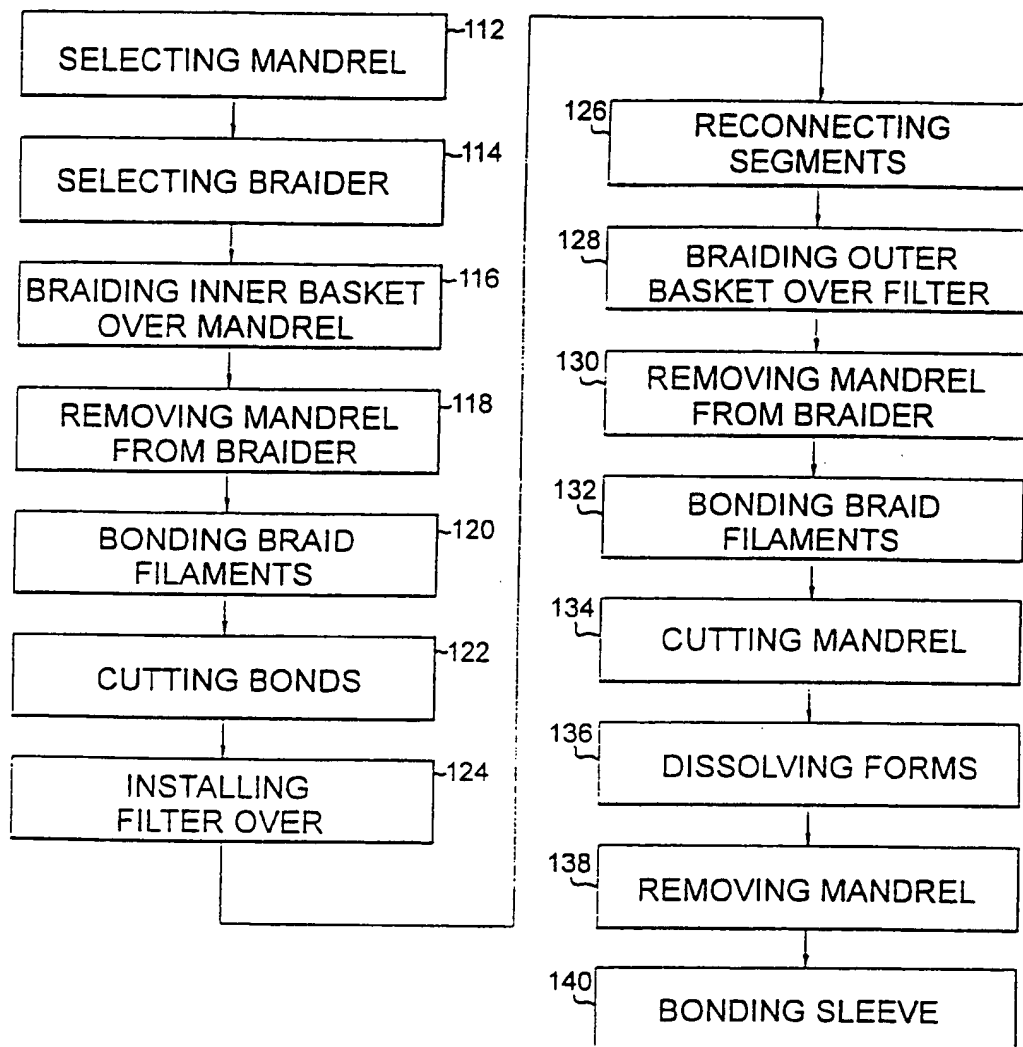 112
SELECTING MANDREL
114
SELECTING BRAIDER
116
BRAIDING INNER BASKET
OVER MANDREL
118
REMOVING MANDREL
FROM BRAIDER
120
BONDING BRAID
FILAMENTS
122
CUTTING BONDS
124
INSTALLING
FILTER OVER
126
RECONNECTING
SEGMENTS
128
BRAIDING OUTER
BASKET OVER FILTER
130
REMOVING MANDREL
FROM BRAIDER
132
BONDING BRAID
FILAMENTS
134
CUTTING MANDREL
136
DISSOLVING FORMS
138
REMOVING MANDREL
140
BONDING SLEEVE